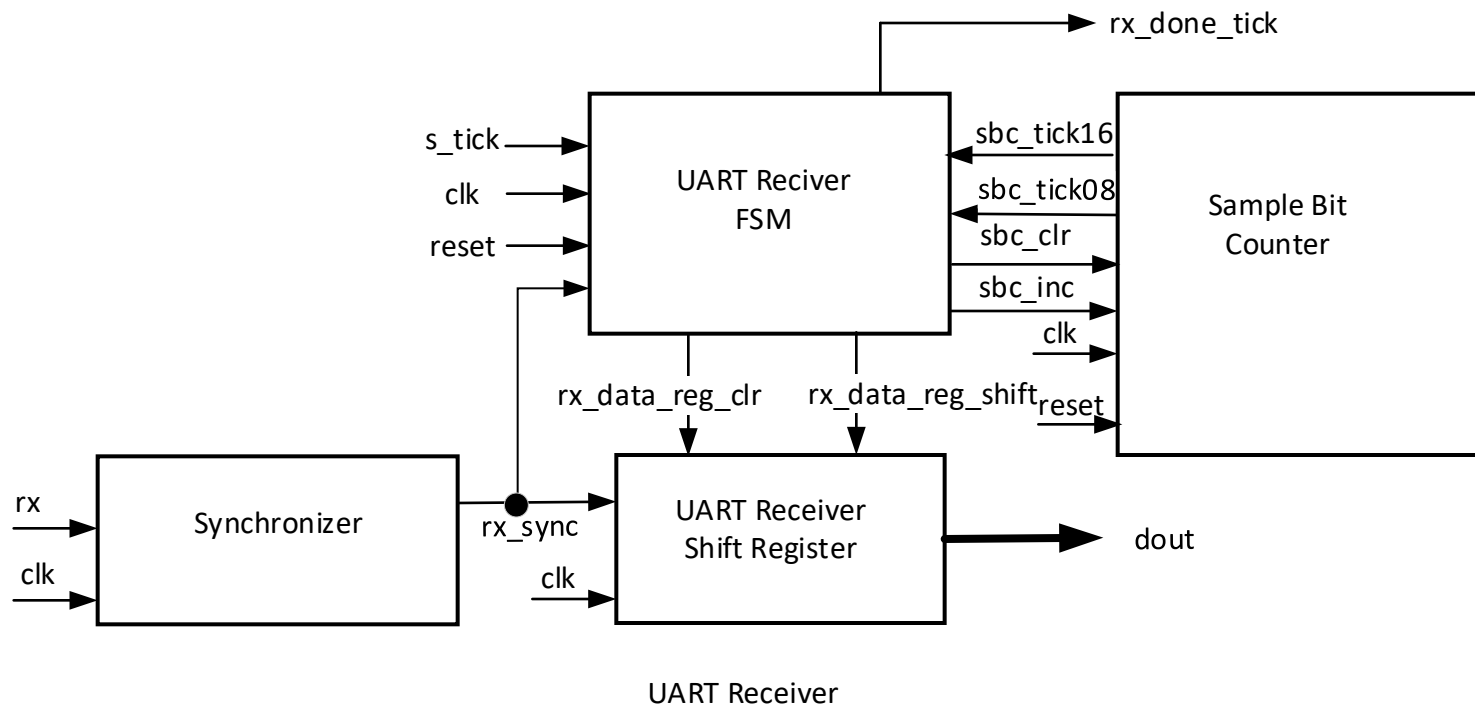 rx_done_tick
s_tick
clk
reset
UART Reciver
FSM
sbc_tick16
sbc_tick08
sbc_clr
sbc_inc
clk
reset
Sample Bit
Counter
rx_data_reg_clr
rx_data_reg_shift
rx
clk
Synchronizer
rx_sync
clk
UART Receiver
Shift Register
dout
UART Receiver